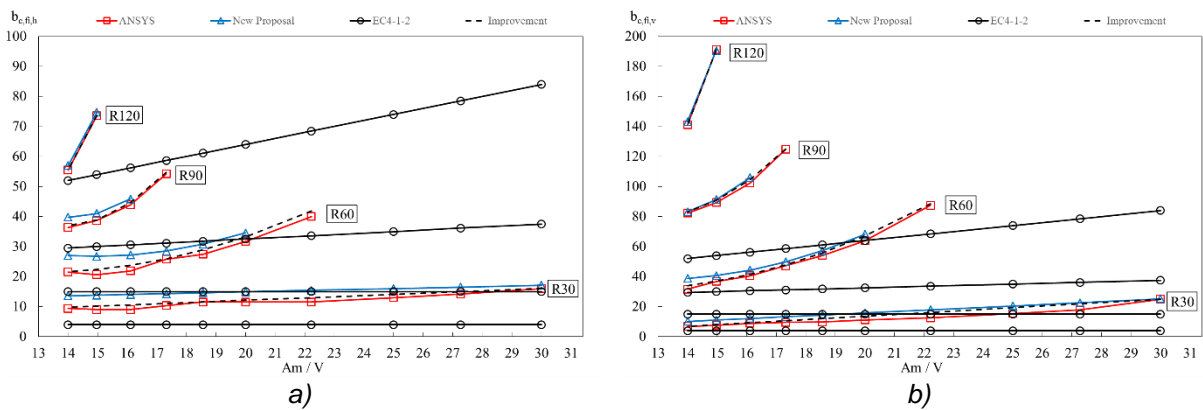 b_c,fi,h
ANSYS New Proposal EC4-1-2 Improvement
100
90
80
70
60
50
40
30
20
10
0
R120
R90
R60
R30
13 14 15 16 17 18 19 20 21 22 23 24 25 26 27 28 29 30 31
Am / V
a)
b_c,fi,v
ANSYS New Proposal EC4-1-2 Improvement
200
180
160
140
120
100
80
60
40
20
0
R120
R90
R60
R30
13 14 15 16 17 18 19 20 21 22 23 24 25 26 27 28 29 30 31
Am / V
b)